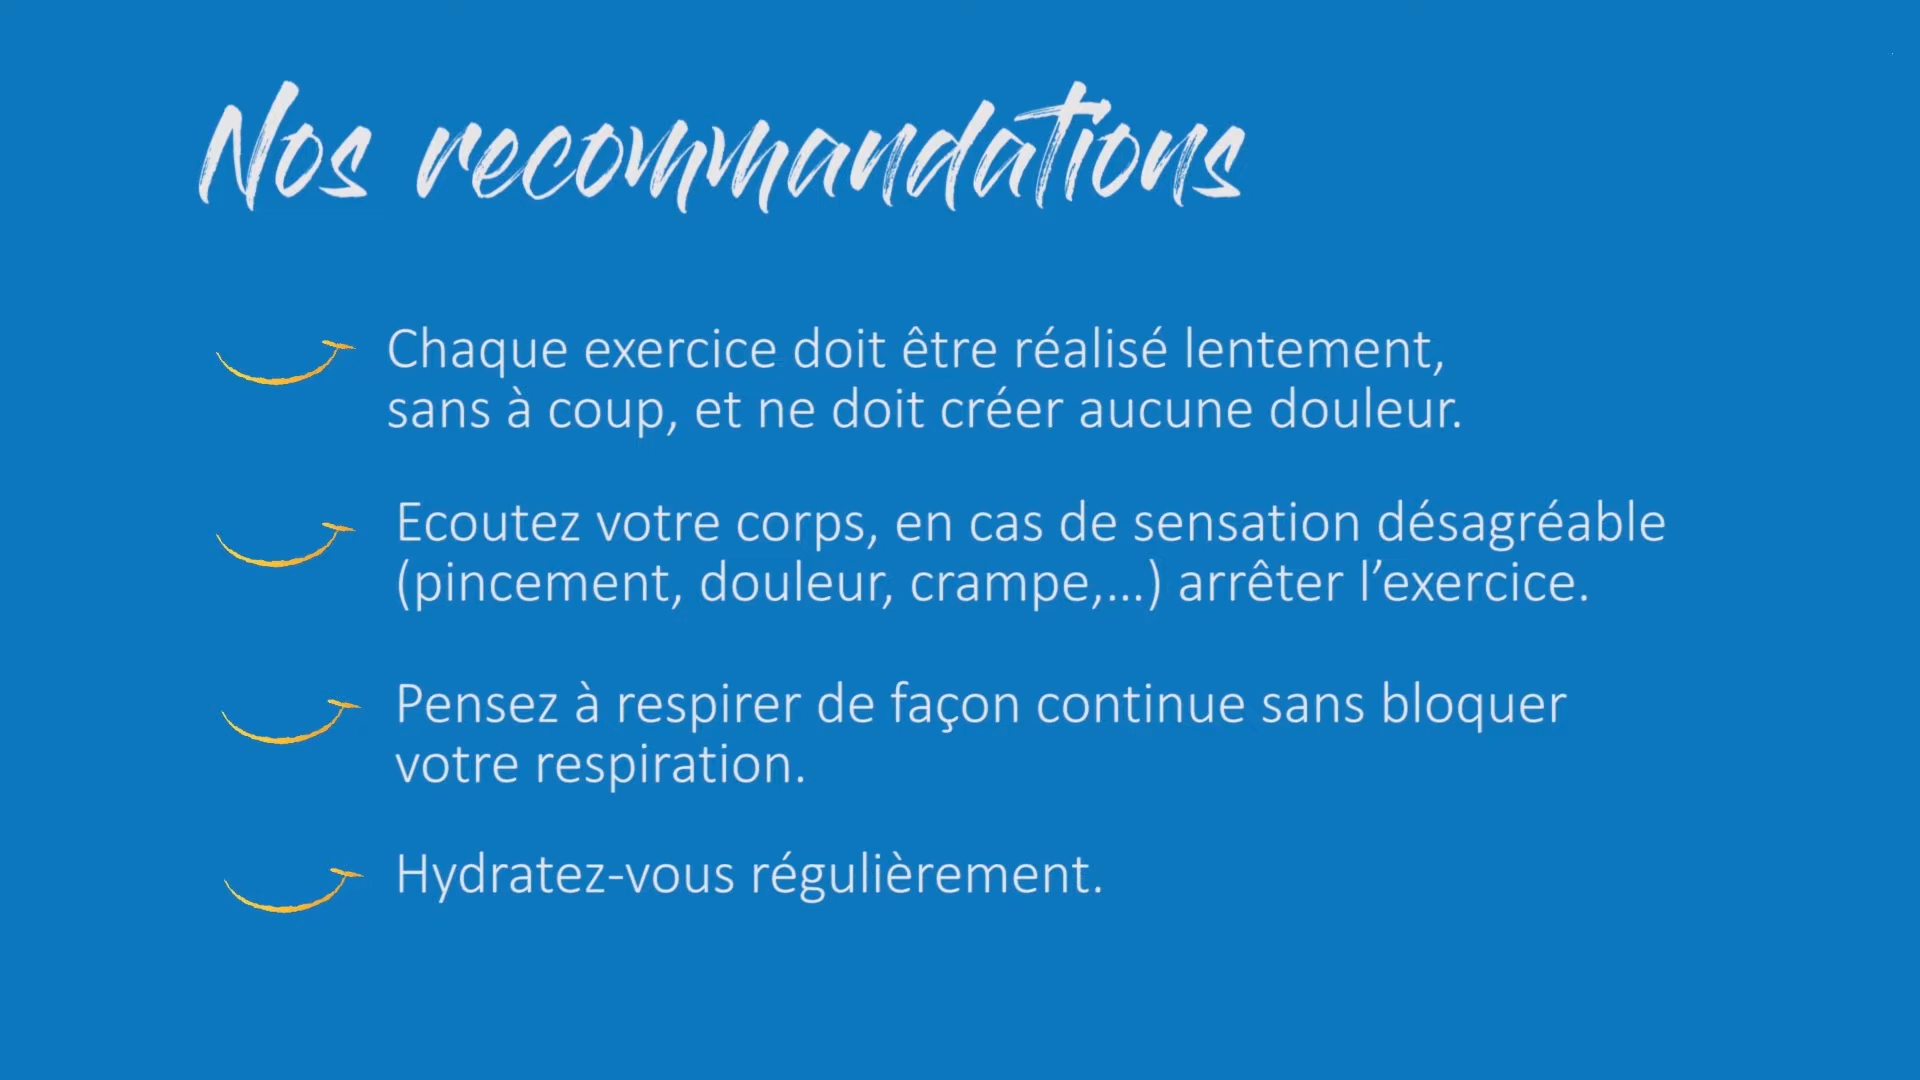 Nos recommandations
Chaque exercice doit être réalisé lentement,
sans à coup, et ne doit créer aucune douleur.
Ecoutez votre corps, en cas de sensation désagréable
(pincement, douleur, crampe,...) arrêter l’exercice.
Pensez à respirer de façon continue sans bloquer
votre respiration.
Hydratez-vous régulièrement.